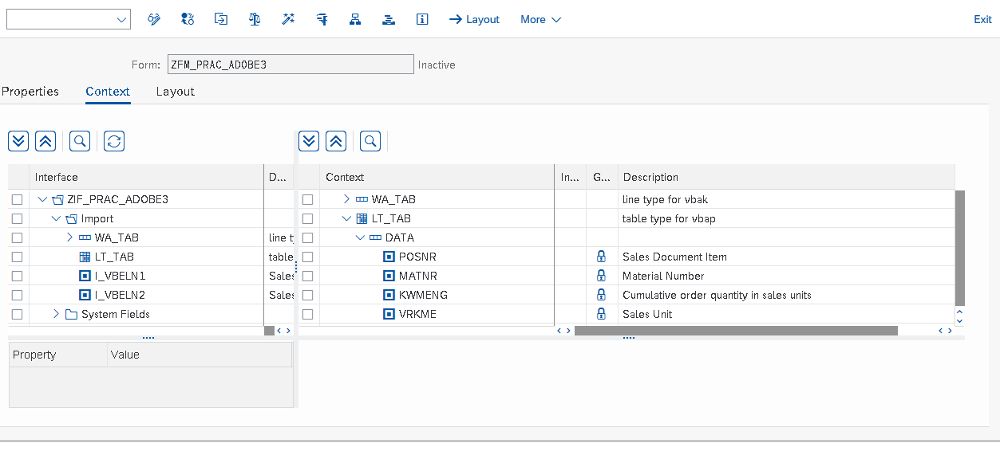 Layout More Exit
Form: ZFM_PRAC_ADOBE3 Inactive
Properties Context Layout
Interface D... Context In... G... Description
ZIF_PRAC_ADOBE3 WA_TAB line type for vbak
Import LT_TAB table type for vbap
WA_TAB line t DATA
LT_TAB table POSNR Sales Document Item
I_VBELN1 Sales MATNR Material Number
I_VBELN2 Sales KWMENG Cumulative order quantity in sales units
System Fields VRKME Sales Unit
Property Value